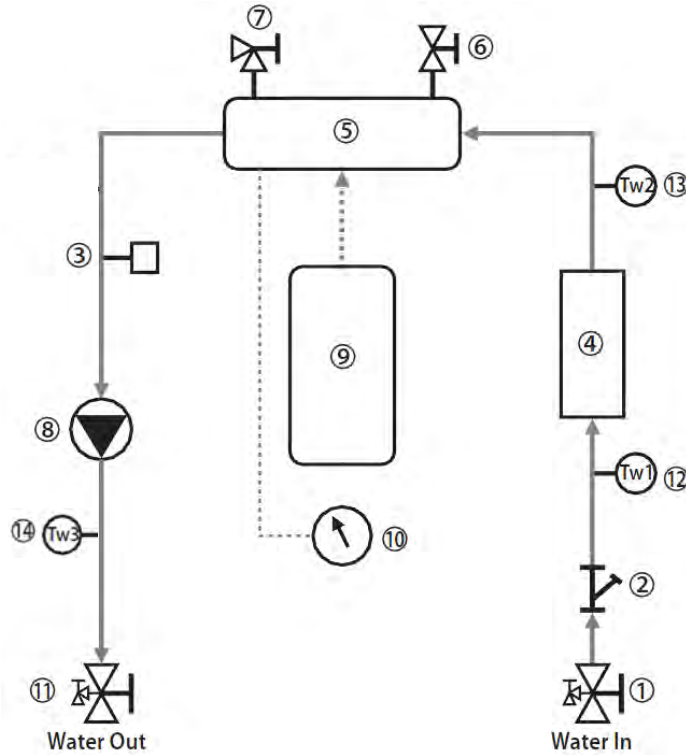 ⑦
⑥
⑤
Tw2 ⑬
③
④
⑨
⑧
Tw1 ⑫
⑭ Tw3
⑩
②
⑪
①
Water Out
Water In